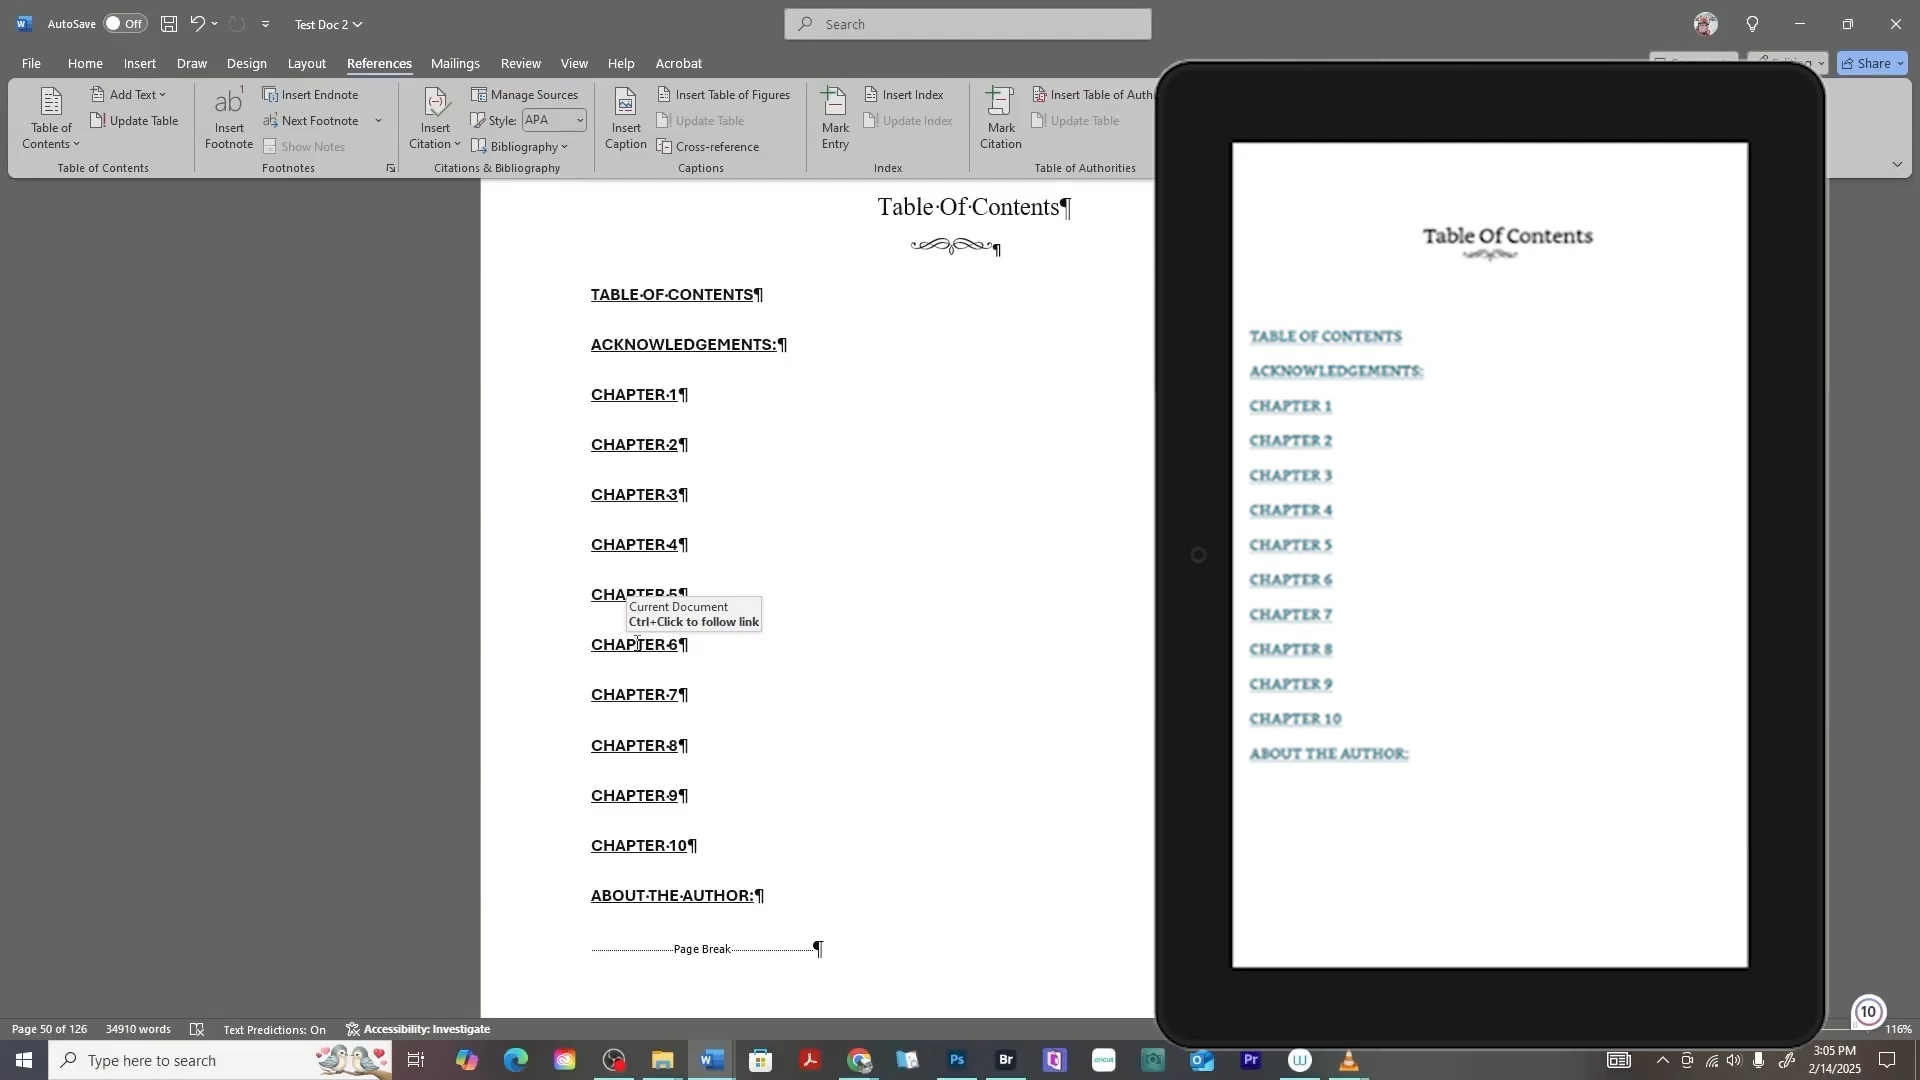 AutoSave Off Test Doc 2 Search
File Home Insert Draw Design Layout References Mailings Review View Help Acrobat Share
Table of Contents
Add Text
Update Table
Table of Contents
ab
1
Insert Footnote
Insert Endnote
Next Footnote
Show Notes
Footnotes
Insert Citation
Manage Sources
Style: APA
Bibliography
Citations & Bibliography
Insert Caption
Insert Table of Figures
Update Table
Cross-reference
Captions
Mark Entry
Insert Index
Update Index
Index
Mark Citation
Insert Table of Auth
Update Table
Table of Authorities
Table·Of·Contents¶
¶
TABLE·OF·CONTENTS¶
ACKNOWLEDGEMENTS:¶
CHAPTER·1¶
CHAPTER·2¶
CHAPTER·3¶
CHAPTER·4¶
CHAPTER·5¶
Current Document
Ctrl+Click to follow link
CHAPTER·6¶
CHAPTER·7¶
CHAPTER·8¶
CHAPTER·9¶
CHAPTER·10¶
ABOUT·THE·AUTHOR:¶
Page Break ¶
Table Of Contents
TABLE OF CONTENTS
ACKNOWLEDGEMENTS:
CHAPTER 1
CHAPTER 2
CHAPTER 3
CHAPTER 4
CHAPTER 5
CHAPTER 6
CHAPTER 7
CHAPTER 8
CHAPTER 9
CHAPTER 10
ABOUT THE AUTHOR:
10
Page 50 of 126 34910 words Text Predictions: On Accessibility: Investigate 116%
Type here to search
Ps Br Pr
cricut
W
3:05 PM
2/14/2025